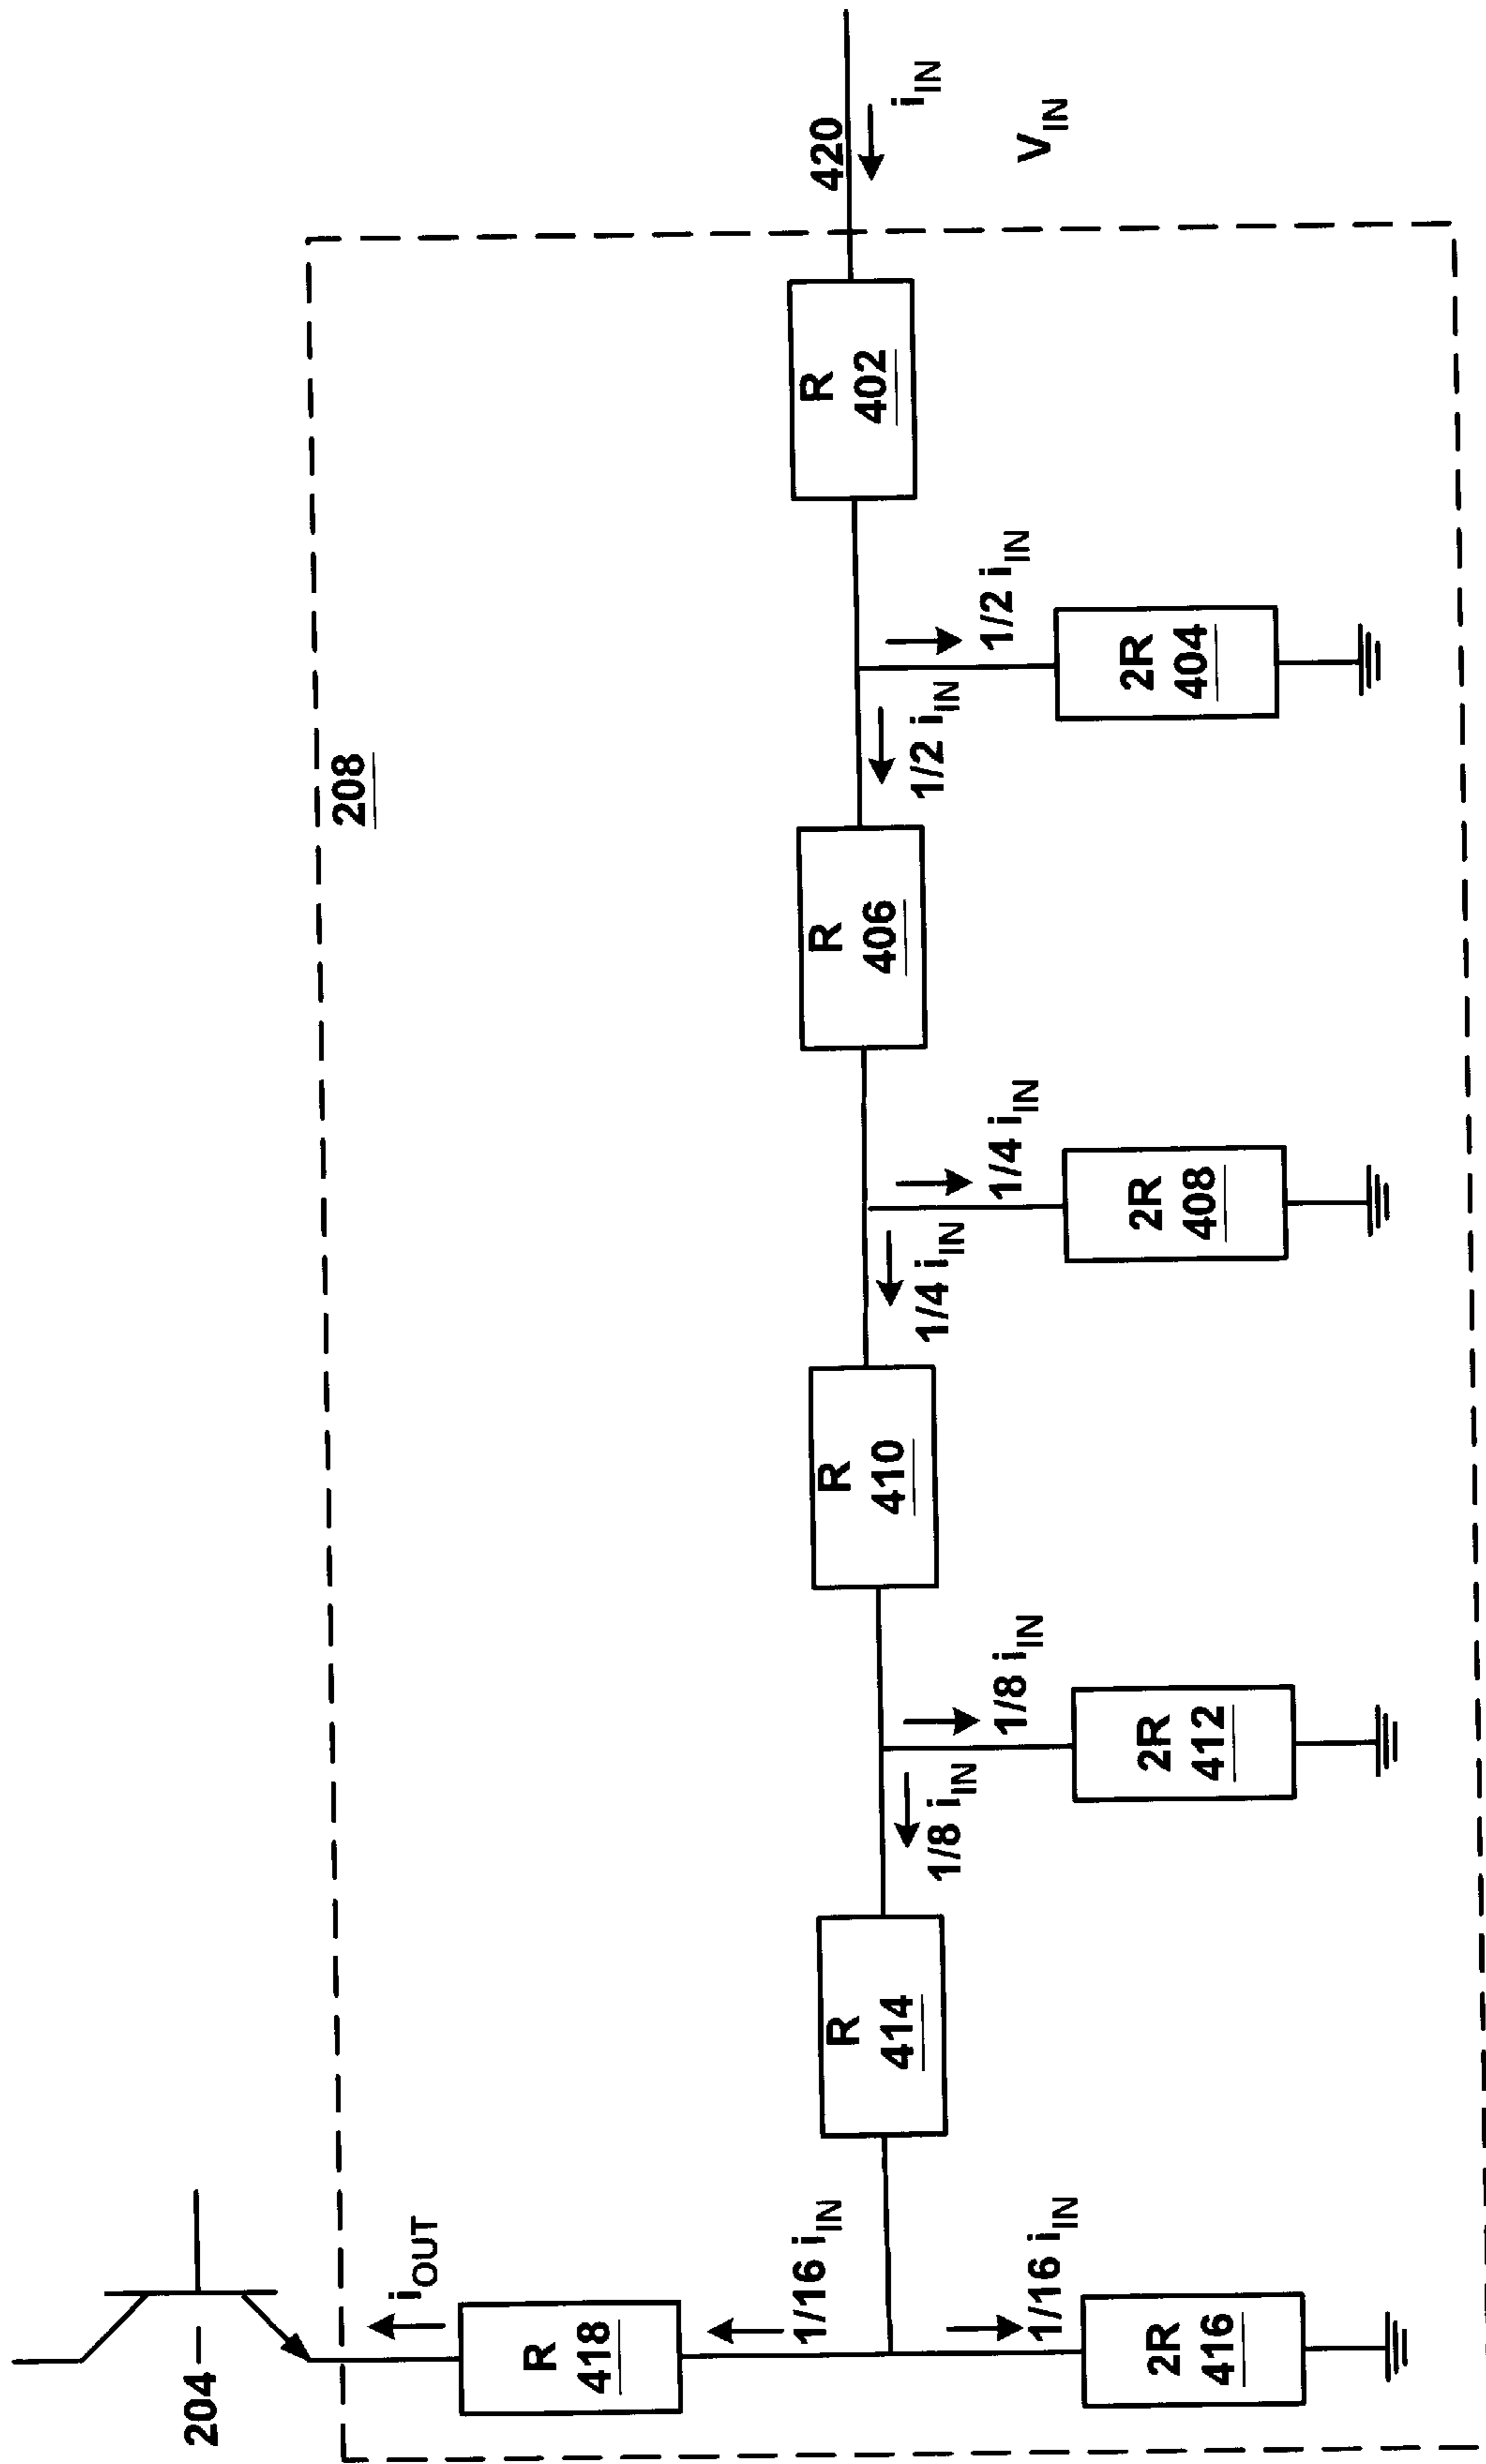 204
208
i_OUT
R
418
1/16 i_IN
R
414
R
410
R
406
R
402
420
i_IN
1/8 i_IN
1/4 i_IN
1/2 i_IN
1/16 i_IN
1/8 i_IN
1/4 i_IN
1/2 i_IN
V_IN
2R
416
2R
412
2R
408
2R
404